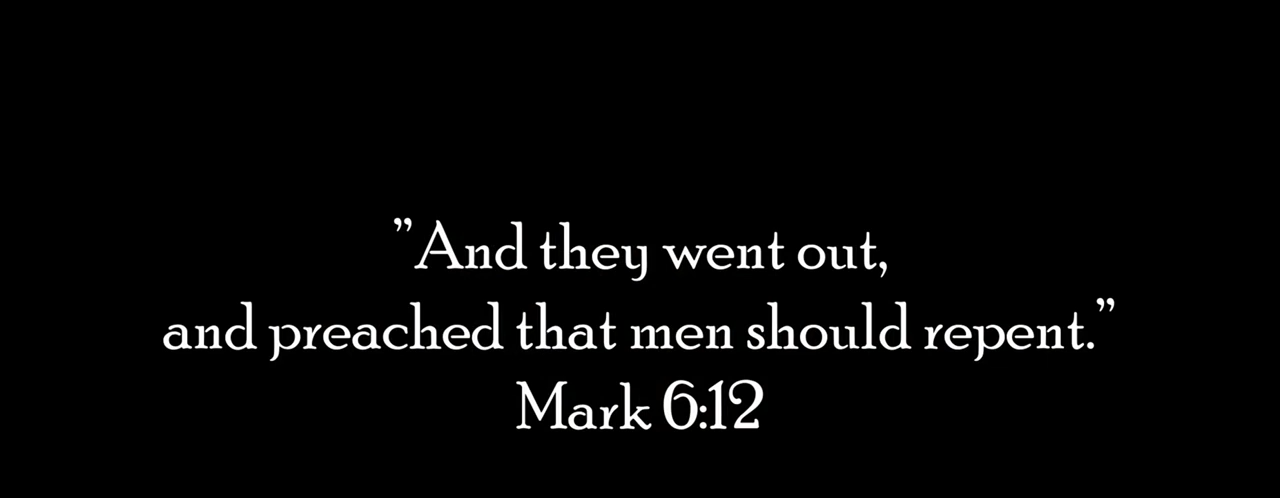 ”And they went out,
and preached that men should repent.”
Mark 6:12